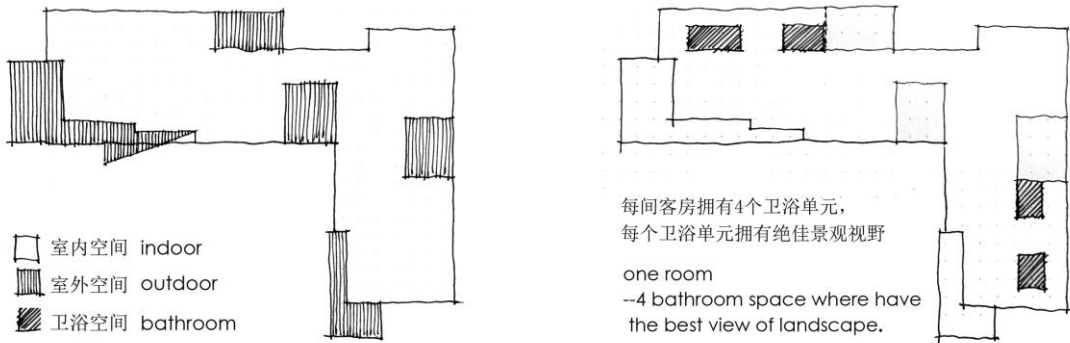 室内空间 indoor
室外空间 outdoor
卫浴空间 bathroom
每间客房拥有4个卫浴单元，
每个卫浴单元拥有绝佳景观视野
one room
--4 bathroom space where have
the best view of landscape.